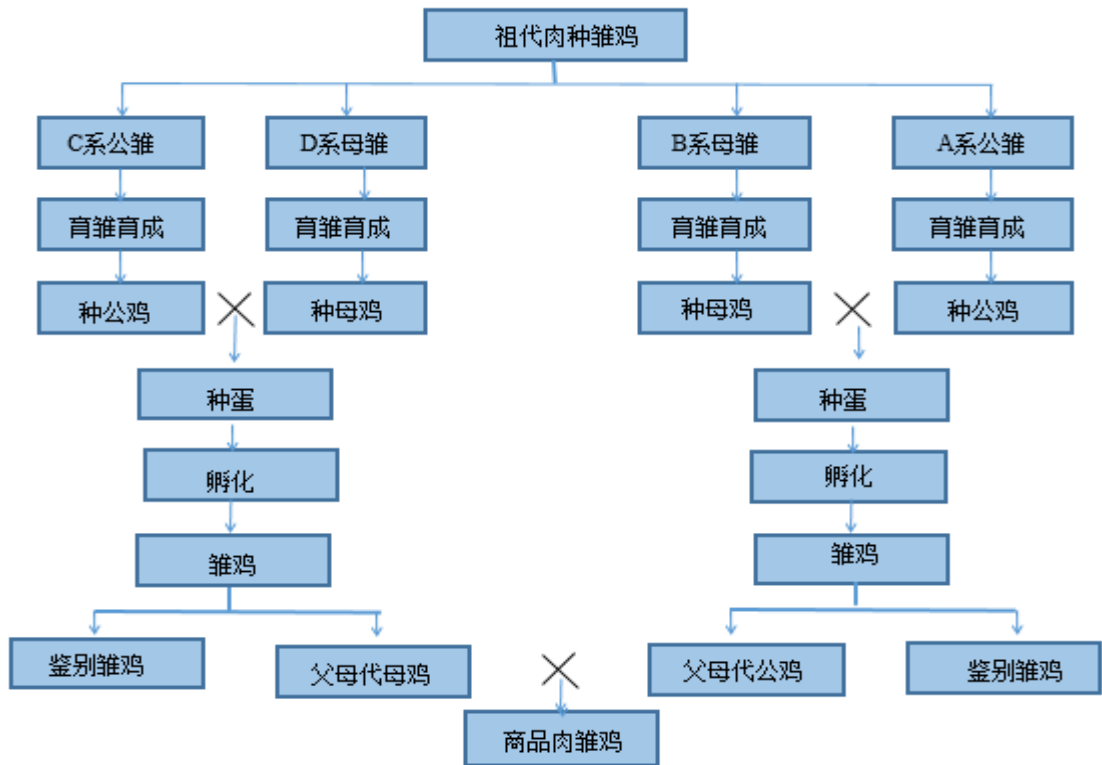 祖代肉种雏鸡
C系公雏
D系母雏
B系母雏
A系公雏
育雏育成
育雏育成
育雏育成
育雏育成
种公鸡
种母鸡
种母鸡
种公鸡
种蛋
种蛋
孵化
孵化
雏鸡
雏鸡
鉴别雏鸡
父母代母鸡
父母代公鸡
鉴别雏鸡
商品肉雏鸡